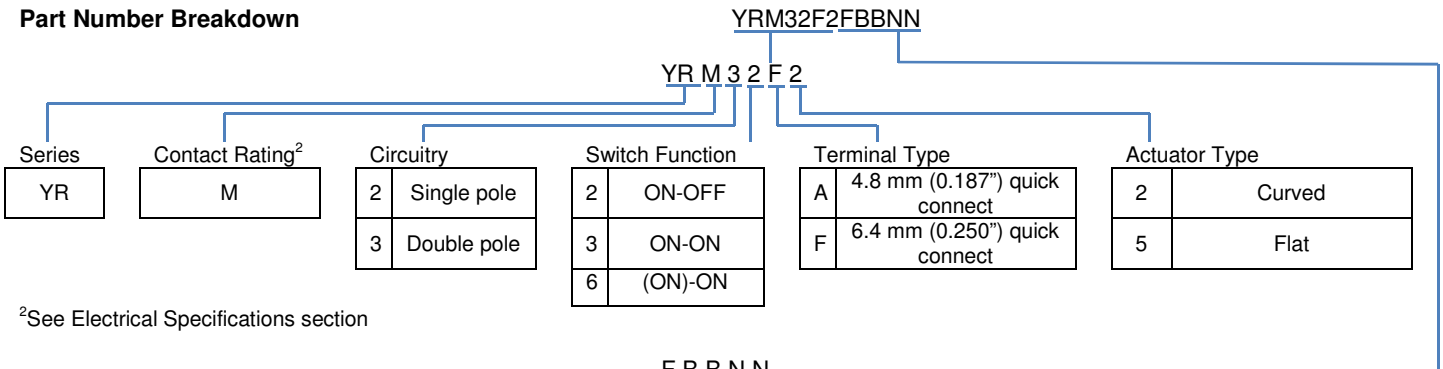 Part Number Breakdown YRM32F2FBBNN
YR M 3 2 F 2
Series Contact Rating2 Circuitry Switch Function Terminal Type Actuator Type
YR M 2 Single pole 2 ON-OFF A 4.8 mm (0.187”) quick connect 2 Curved
3 Double pole 3 ON-ON F 6.4 mm (0.250”) quick connect 5 Flat
6 (ON)-ON
2See Electrical Specifications section
F B B N N